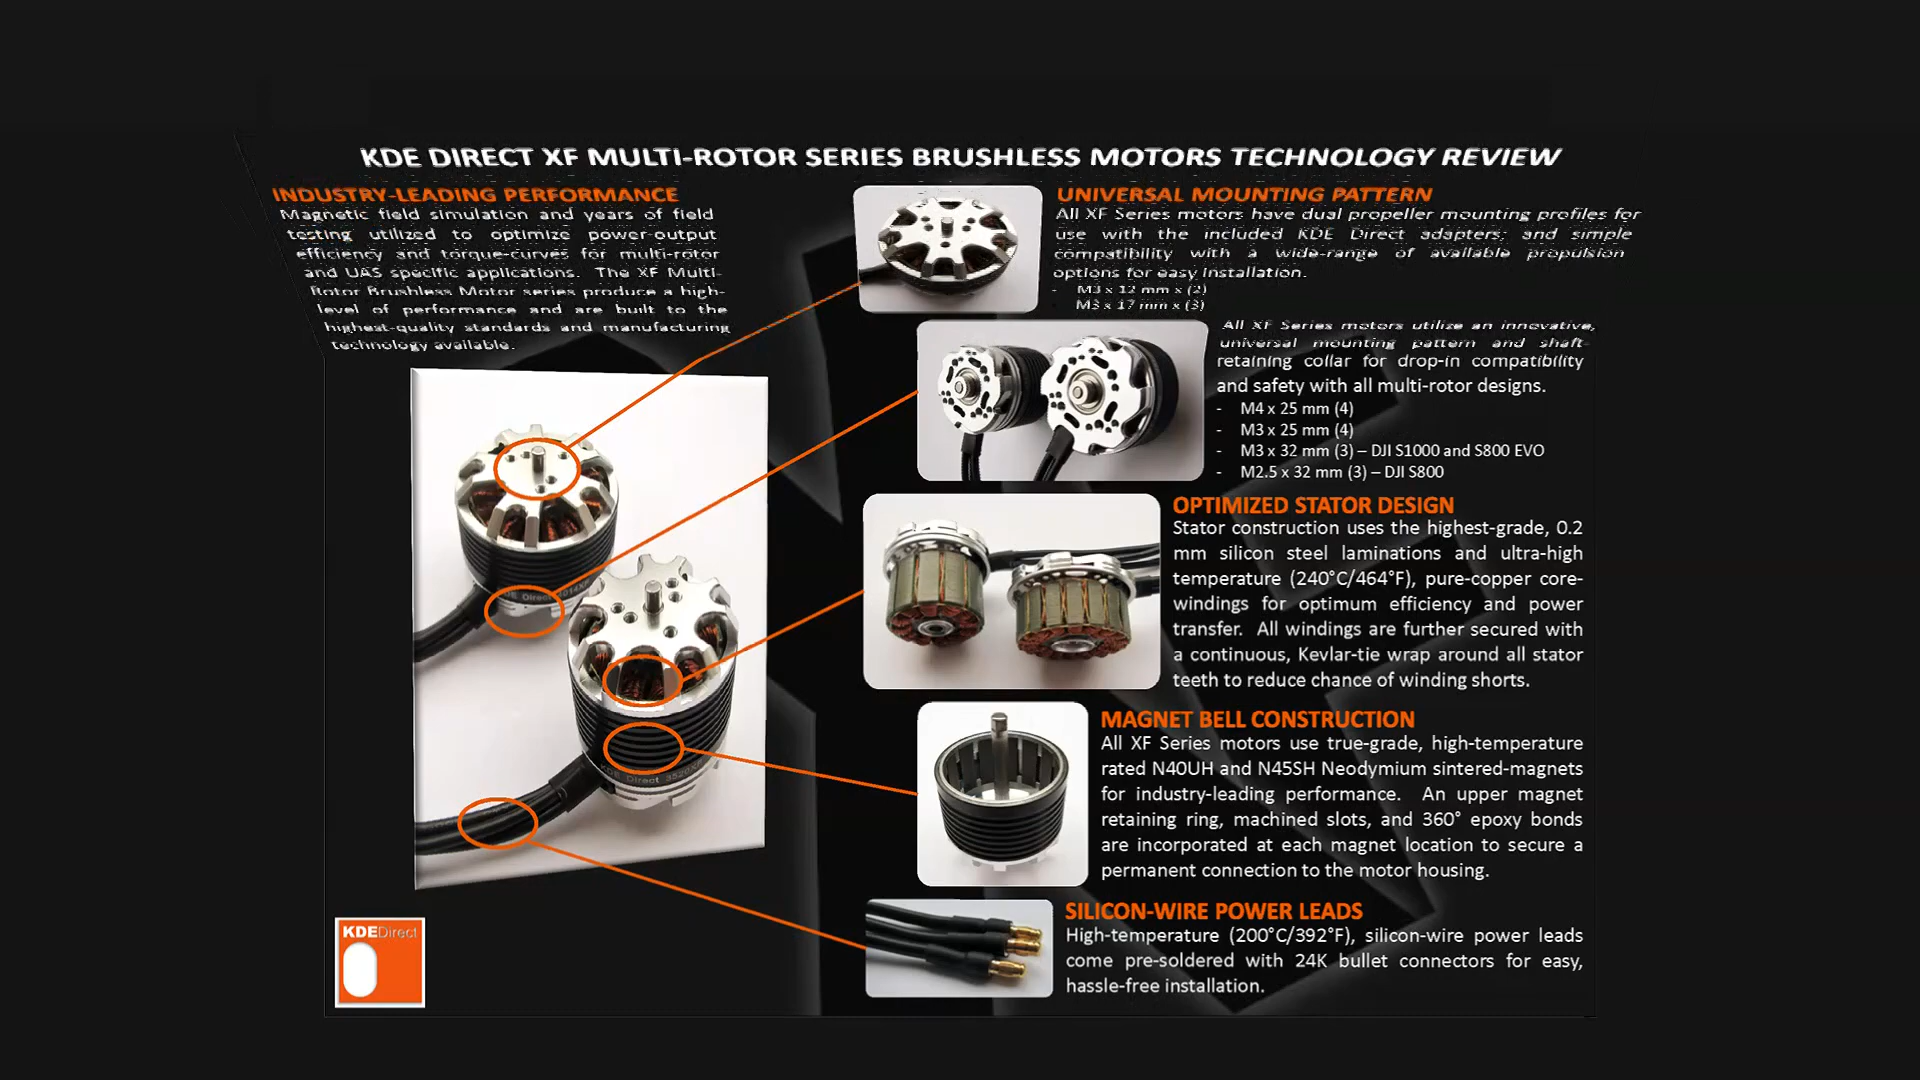 KDE DIRECT XF MULTI-ROTOR SERIES BRUSHLESS MOTORS TECHNOLOGY REVIEW
INDUSTRY-LEADING PERFORMANCE
Magnetic field simulation and years of field
testing utilized to optimize power-output
efficiency and torque-curves for multi-rotor
and UAS specific applications. The XF Multi-
Rotor Brushless Motor series produce a high-
level of performance and are built to the
highest-quality standards and manufacturing
technology available.
UNIVERSAL MOUNTING PATTERN
All XF Series motors have dual propeller mounting profiles for
use with the included KDE Direct adapters, and simple
compatibility with a wide-range of available propulsion
options for easy installation.
- M3 x 12 mm x (2)
M3 x 17 mm x (3)
All XF Series motors utilize an innovative,
universal mounting pattern and shaft-
retaining collar for drop-in compatibility
and safety with all multi-rotor designs.
- M4 x 25 mm (4)
- M3 x 25 mm (4)
- M3 x 32 mm (3) – DJI S1000 and S800 EVO
- M2.5 x 32 mm (3) – DJI S800
OPTIMIZED STATOR DESIGN
Stator construction uses the highest-grade, 0.2
mm silicon steel laminations and ultra-high
temperature (240°C/464°F), pure-copper core-
windings for optimum efficiency and power
transfer. All windings are further secured with
a continuous, Kevlar-tie wrap around all stator
teeth to reduce chance of winding shorts.
MAGNET BELL CONSTRUCTION
All XF Series motors use true-grade, high-temperature
rated N40UH and N45SH Neodymium sintered-magnets
for industry-leading performance. An upper magnet
retaining ring, machined slots, and 360° epoxy bonds
are incorporated at each magnet location to secure a
permanent connection to the motor housing.
SILICON-WIRE POWER LEADS
High-temperature (200°C/392°F), silicon-wire power leads
come pre-soldered with 24K bullet connectors for easy,
hassle-free installation.
KDE Direct 4014XF
KDE Direct 3520XF
KDEDirect